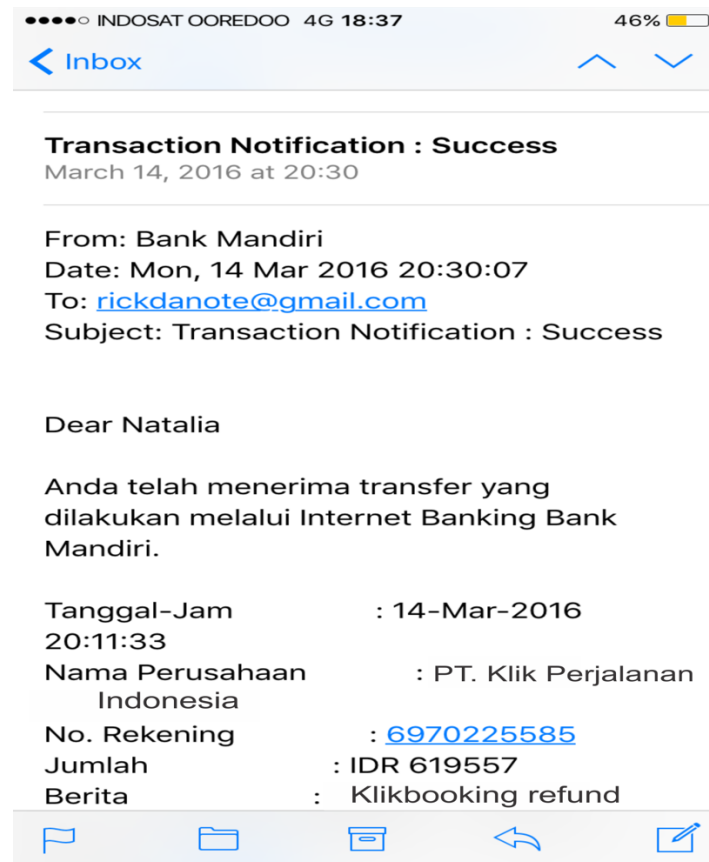 INDOSAT OOREDOO 4G 18:37 46%
Inbox
Transaction Notification : Success
March 14, 2016 at 20:30
From: Bank Mandiri
Date: Mon, 14 Mar 2016 20:30:07
To: rickdanote@gmail.com
Subject: Transaction Notification : Success
Dear Natalia
Anda telah menerima transfer yang
dilakukan melalui Internet Banking Bank
Mandiri.
Tanggal-Jam : 14-Mar-2016
20:11:33
Nama Perusahaan : PT. Klik Perjalanan
Indonesia
No. Rekening : 6970225585
Jumlah : IDR 619557
Berita : Klikbooking refund